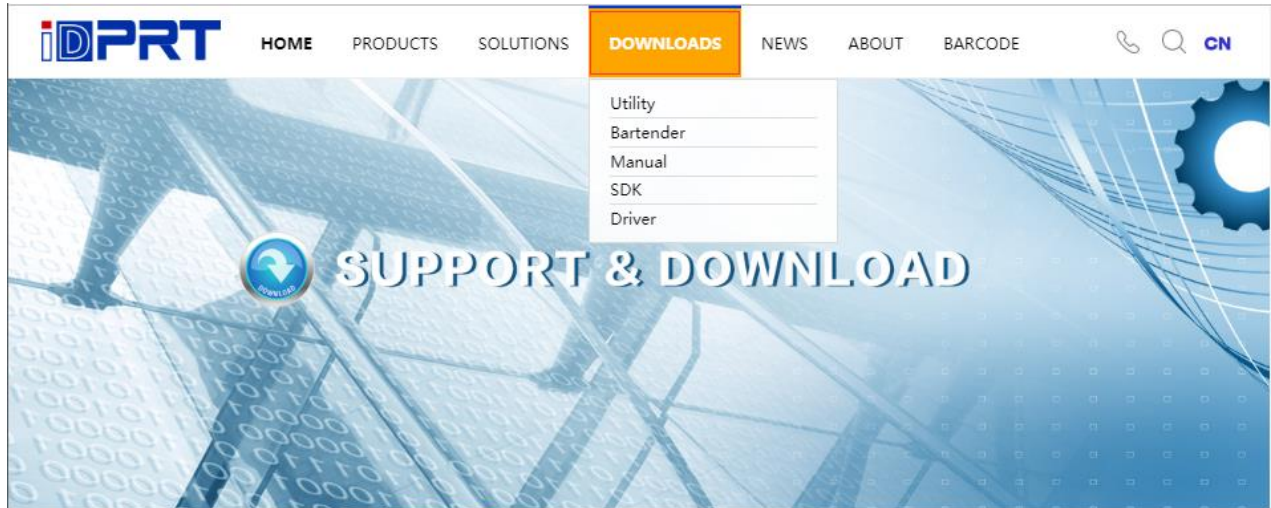 iDPRT HOME PRODUCTS SOLUTIONS DOWNLOADS NEWS ABOUT BARCODE CN
Utility
Bartender
Manual
SDK
Driver
DOWNLOAD
SUPPORT & DOWNLOAD